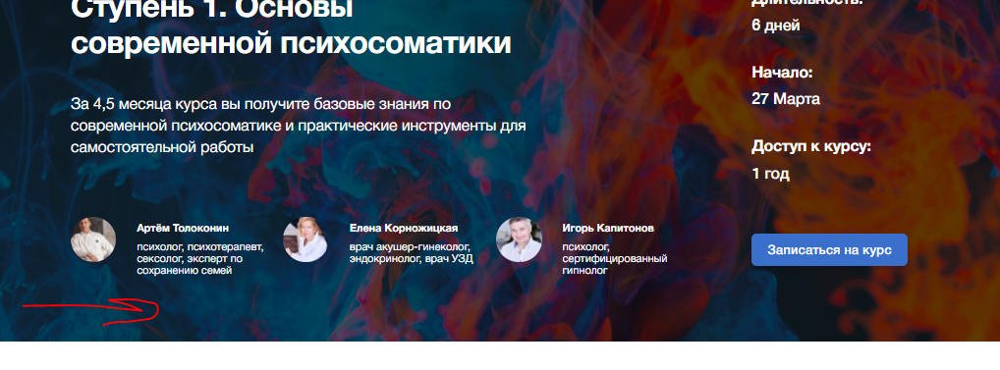 Ступень 1. Основы
современной психосоматики
За 4,5 месяца курса вы получите базовые знания по
современной психосоматике и практические инструменты для
самостоятельной работы
Артём Толоконин
психолог, психотерапевт,
сексолог, эксперт по
сохранению семей
Елена Корножицкая
врач акушер-гинеколог,
эндокринолог, врач УЗД
Игорь Капитонов
психолог,
сертифицированный
гипнолог
Длительность:
6 дней
Начало:
27 Марта
Доступ к курсу:
1 год
Записаться на курс